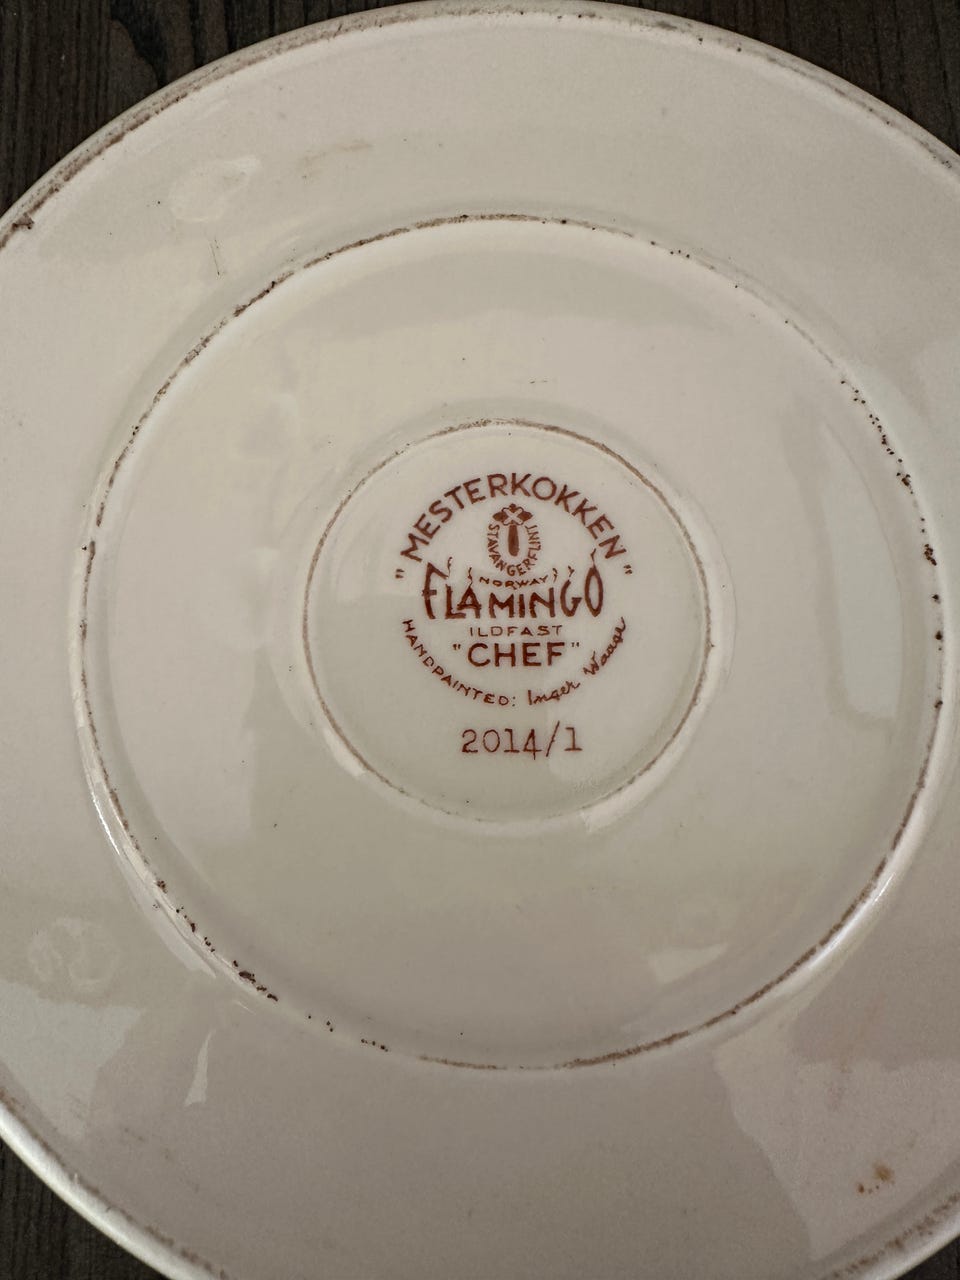 "MESTERKOKKEN"
STAVANGERFLINT
NORWAY
FLAMINGO
ILDFAST
"CHEF"
HANDPAINTED: Inger Waage
2014/1